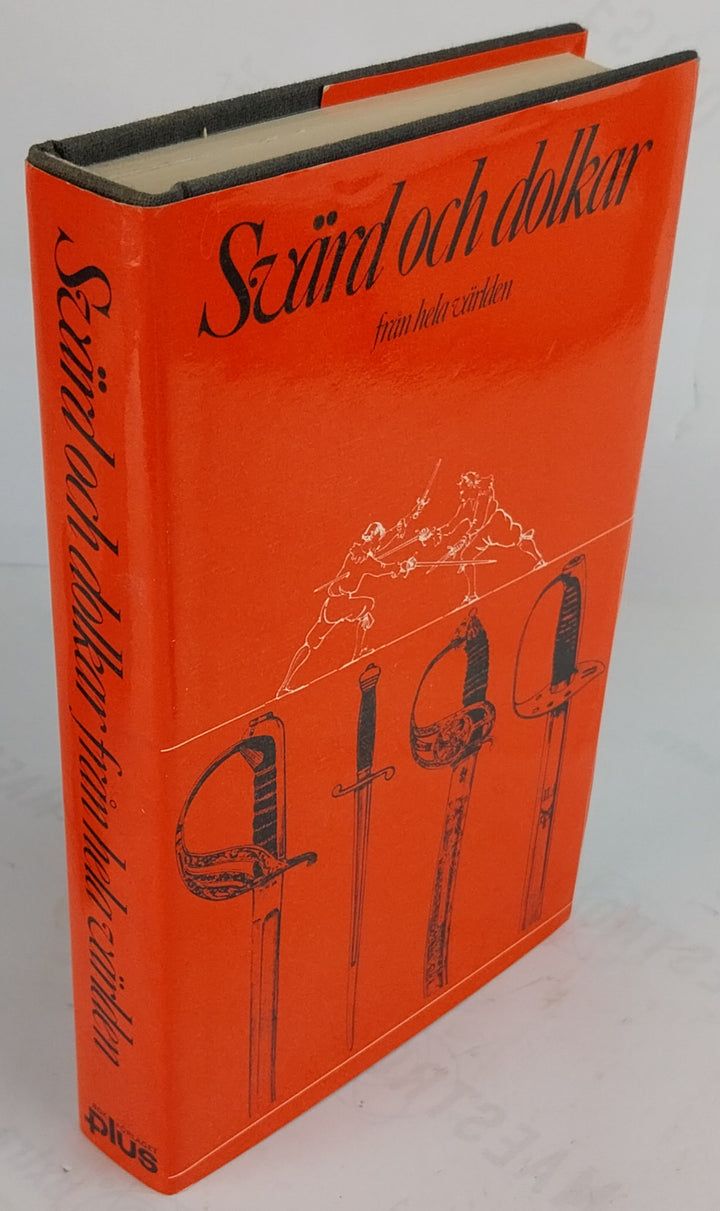 Svärd och dolkar
från hela världen
Svärd och dolkar från hela världen
plus